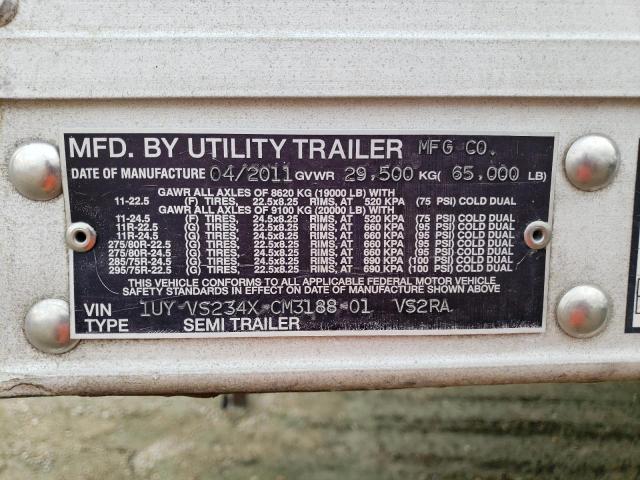 MFD. BY UTILITY TRAILER MFG CO.
DATE OF MANUFACTURE 04/2011 GVWR 29,500 KG( 65,000 LB)
GAWR ALL AXLES OF 8620 KG (19000 LB) WITH
11-22.5 (F) TIRES, 22.5x8.25 RIMS, AT 520 KPA (75 PSI) COLD DUAL
GAWR ALL AXLES OF 9100 KG (20000 LB) WITH
11-24.5 (F) TIRES, 24.5x8.25 RIMS, AT 520 KPA (75 PSI) COLD DUAL
11R-22.5 (G) TIRES, 22.5x8.25 RIMS, AT 660 KPA (95 PSI) COLD DUAL
11R-24.5 (G) TIRES, 24.5x8.25 RIMS, AT 660 KPA (95 PSI) COLD DUAL
275/80R-22.5 (G) TIRES, 22.5x8.25 RIMS, AT 660 KPA (95 PSI) COLD DUAL
275/80R-24.5 (G) TIRES, 24.5x8.25 RIMS, AT 660 KPA (95 PSI) COLD DUAL
285/75R-24.5 (G) TIRES, 24.5x8.25 RIMS, AT 690 KPA (100 PSI) COLD DUAL
295/75R-22.5 (G) TIRES, 22.5x8.25 RIMS, AT 690 KPA (100 PSI) COLD DUAL
THIS VEHICLE CONFORMS TO ALL APPLICABLE FEDERAL MOTOR VEHICLE
SAFETY STANDARDS IN EFFECT ON DATE OF MANUFACTURE SHOWN ABOVE
VIN 1UY VS234X CM3188 01 VS2RA
TYPE SEMI TRAILER